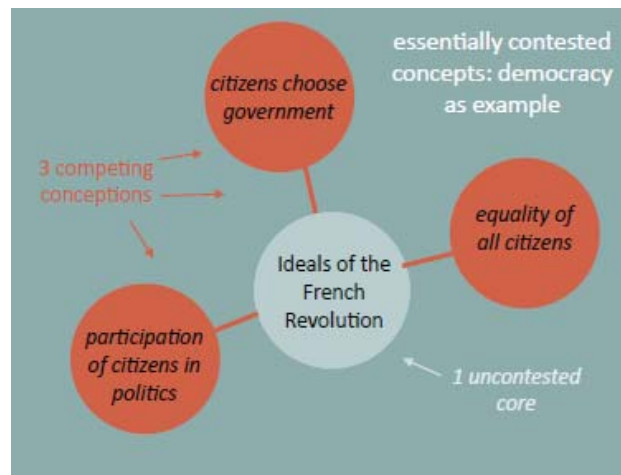 essentially contested
concepts: democracy
as example
citizens choose
government
3 competing
conceptions
equality of
all citizens
Ideals of the
French
Revolution
participation
of citizens in
politics
1 uncontested
core